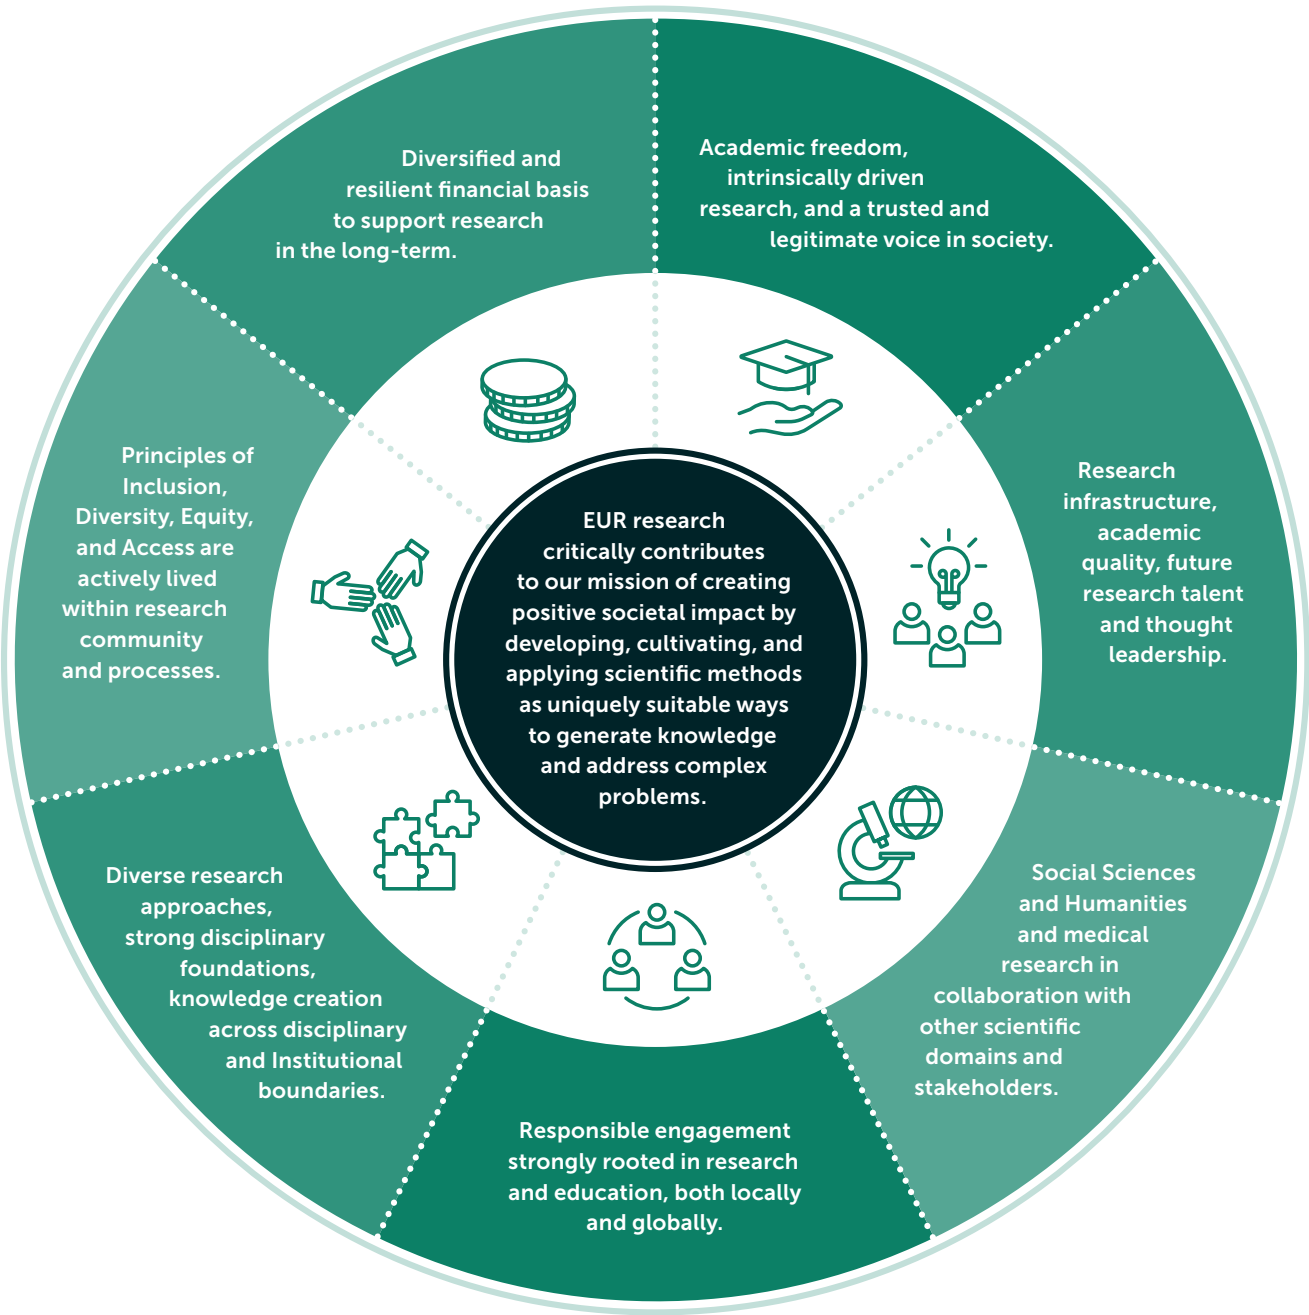 Diversified and
resilient financial basis
to support research
in the long-term.
Academic freedom,
intrinsically driven
research, and a trusted and
legitimate voice in society.
Research
infrastructure,
academic
quality, future
research talent
and thought
leadership.
Social Sciences
and Humanities
and medical
research in
collaboration with
other scientific
domains and
stakeholders.
Responsible engagement
strongly rooted in research
and education, both locally
and globally.
Diverse research
approaches,
strong disciplinary
foundations,
knowledge creation
across disciplinary
and Institutional
boundaries.
Principles of
Inclusion,
Diversity, Equity,
and Access are
actively lived
within research
community
and processes.
EUR research
critically contributes
to our mission of creating
positive societal impact by
developing, cultivating, and
applying scientific methods
as uniquely suitable ways
to generate knowledge
and address complex
problems.